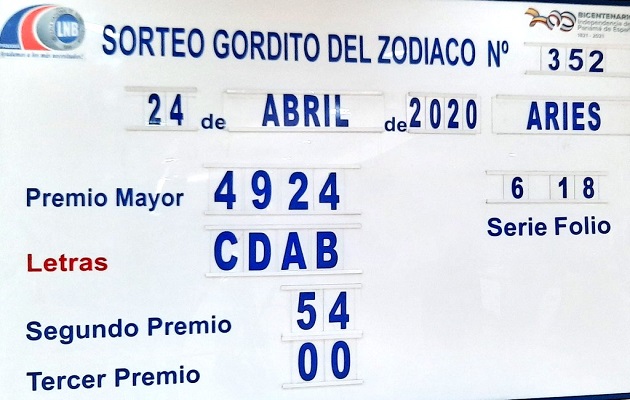 LNB
SORTEO GORDITO DEL ZODIACO Nº 352
BICENTENARIO
24 de ABRIL de 2020 ARIES
Premio Mayor 4924 6 18
Serie Folio
Letras CDAB
Segundo Premio 54
Tercer Premio 00